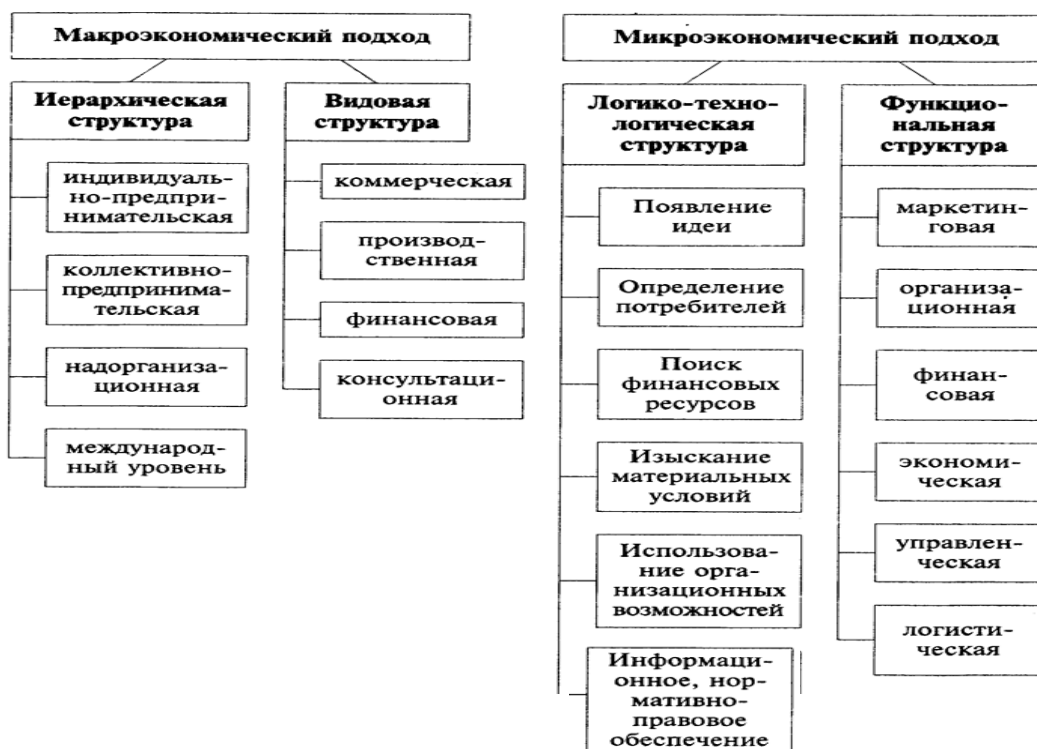 Макроэкономический подход
Иерархическая
структура
индивидуаль-
но-предпри-
нимательская
коллективно-
предпринима-
тельская
надорганиза-
ционная
международ-
ный уровень
Видовая
структура
коммерческая
производ-
ственная
финансовая
консультаци-
онная
Микроэкономический подход
Логико-техно-
логическая
структура
Появление
идеи
Определение
потребителей
Поиск
финансовых
ресурсов
Изыскание
материальных
условий
Использова-
ние орга-
низационных
возможностей
Информаци-
онное, нор-
мативно-
правовое
обеспечение
Функцио-
нальная
структура
маркетин-
говая
организа-
ционная
финан-
совая
экономи-
ческая
управлен-
ческая
логисти-
ческая